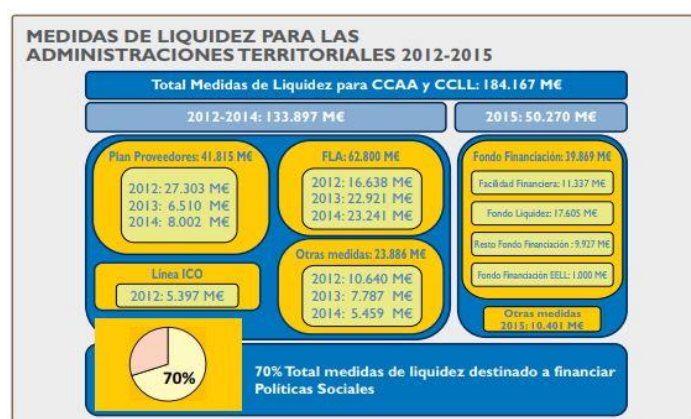 MEDIDAS DE LIQUIDEZ PARA LAS
ADMINISTRACIONES TERRITORIALES 2012-2015
Total Medidas de Liquidez para CCAA y CCLL: 184.167 M€
2012-2014: 133.897 M€
2015: 50.270 M€
Plan Proveedores: 41.815 M€
2012: 27.303 M€
2013: 6.510 M€
2014: 8.002 M€
Línea ICO
2012: 5.397 M€
FLA: 62.800 M€
2012: 16.638 M€
2013: 22.921 M€
2014: 23.241 M€
Otras medidas: 23.886 M€
2012: 10.640 M€
2013: 7.787 M€
2014: 5.459 M€
Fondo Financiación: 39.869 M€
Facilidad Financiera: 11.337 M€
Fondo Liquidez: 17.605 M€
Resto Fondo Financiación : 9.927 M€
Fondo Financiación EELL: 1.000 M€
Otras medidas
2015: 10.401 M€
70%
70% Total medidas de liquidez destinado a financiar
Políticas Sociales